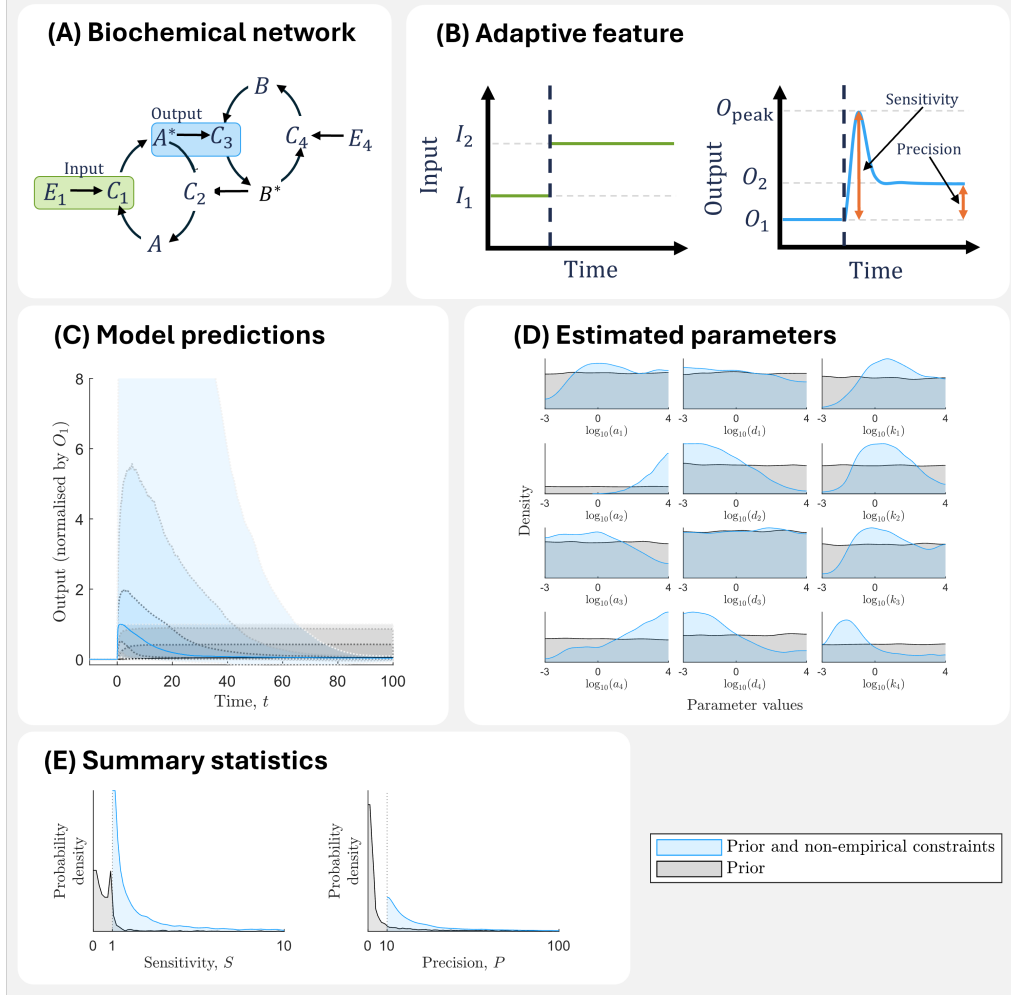 (A) Biochemical network
B
Output
A* C₃ C₄ E₄
Input
E₁ C₁ C₂ B*
A
(B) Adaptive feature
Input
I₂
I₁
Time
Output
O_peak
O₂
O₁
Sensitivity
Precision
Time
(C) Model predictions
Output (normalised by O₁)
8
6
4
2
0
0 20 40 60 80 100
Time, t
(D) Estimated parameters
Density
-3 0 4 -3 0 4 -3 0 4
log₁₀(a₁) log₁₀(d₁) log₁₀(k₁)
-3 0 4 -3 0 4 -3 0 4
log₁₀(a₂) log₁₀(d₂) log₁₀(k₂)
-3 0 4 -3 0 4 -3 0 4
log₁₀(a₃) log₁₀(d₃) log₁₀(k₃)
-3 0 4 -3 0 4 -3 0 4
log₁₀(a₄) log₁₀(d₄) log₁₀(k₄)
Parameter values
(E) Summary statistics
Probability
density
0 1 10
Sensitivity, S
Probability
density
0 10 100
Precision, P
Prior and non-empirical constraints
Prior